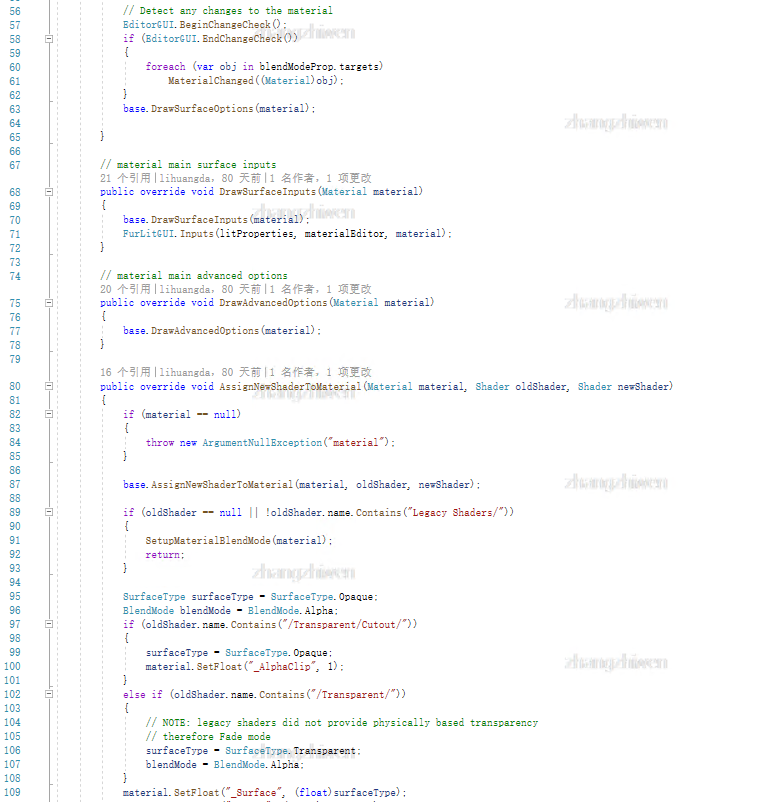 56 // Detect any changes to the material
57 EditorGUI.BeginChangeCheck();
58 if (EditorGUI.EndChangeCheck())
59 {
60 foreach (var obj in blendModeProp.targets)
61 MaterialChanged((Material)obj);
62 }
63 base.DrawSurfaceOptions(material);
64
65 }
66
67 // material main surface inputs
21 个引用|lihuangda，80 天前|1 名作者，1 项更改
68 public override void DrawSurfaceInputs(Material material)
69 {
70 base.DrawSurfaceInputs(material);
71 FurLitGUI.Inputs(litProperties, materialEditor, material);
72 }
73
74 // material main advanced options
20 个引用|lihuangda，80 天前|1 名作者，1 项更改
75 public override void DrawAdvancedOptions(Material material)
76 {
77 base.DrawAdvancedOptions(material);
78 }
79
16 个引用|lihuangda，80 天前|1 名作者，1 项更改
80 public override void AssignNewShaderToMaterial(Material material, Shader oldShader, Shader newShader)
81 {
82 if (material == null)
83 {
84 throw new ArgumentNullException("material");
85 }
86
87 base.AssignNewShaderToMaterial(material, oldShader, newShader);
88
89 if (oldShader == null || !oldShader.name.Contains("Legacy Shaders/"))
90 {
91 SetupMaterialBlendMode(material);
92 return;
93 }
94
95 SurfaceType surfaceType = SurfaceType.Opaque;
96 BlendMode blendMode = BlendMode.Alpha;
97 if (oldShader.name.Contains("/Transparent/Cutout/"))
98 {
99 surfaceType = SurfaceType.Opaque;
100 material.SetFloat("_AlphaClip", 1);
101 }
102 else if (oldShader.name.Contains("/Transparent/"))
103 {
104 // NOTE: legacy shaders did not provide physically based transparency
105 // therefore Fade mode
106 surfaceType = SurfaceType.Transparent;
107 blendMode = BlendMode.Alpha;
108 }
109 material.SetFloat("_Surface", (float)surfaceType);
zhangzhiwen
zhangzhiwen
zhangzhiwen
zhangzhiwen
zhangzhiwen
zhangzhiwen
zhangzhiwen
zhangzhiwen
zhangzhiwen